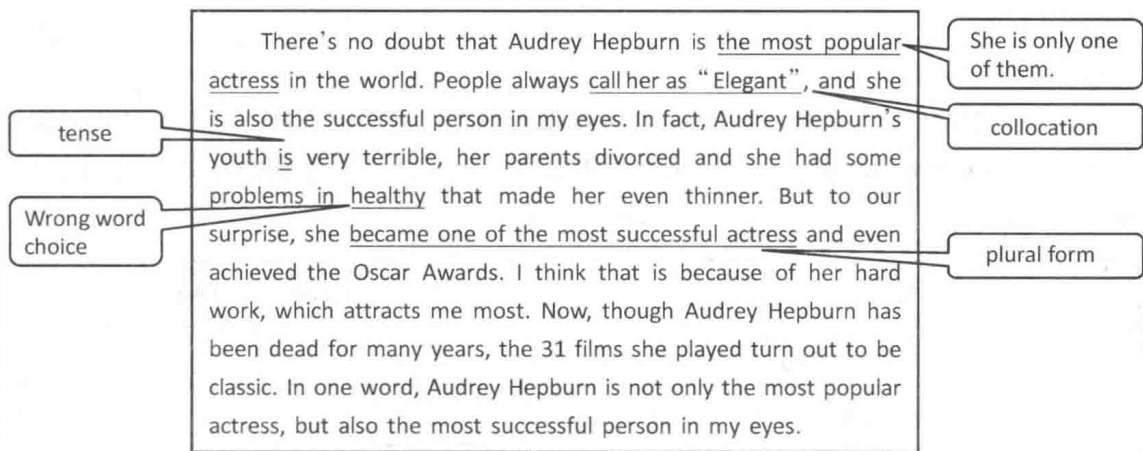 There's no doubt that Audrey Hepburn is the most popular
actress in the world. People always call her as "Elegant", and she
is also the successful person in my eyes. In fact, Audrey Hepburn's
youth is very terrible, her parents divorced and she had some
problems in healthy that made her even thinner. But to our
surprise, she became one of the most successful actress and even
achieved the Oscar Awards. I think that is because of her hard
work, which attracts me most. Now, though Audrey Hepburn has
been dead for many years, the 31 films she played turn out to be
classic. In one word, Audrey Hepburn is not only the most popular
actress, but also the most successful person in my eyes.
She is only one
of them.
collocation
tense
Wrong word
choice
plural form